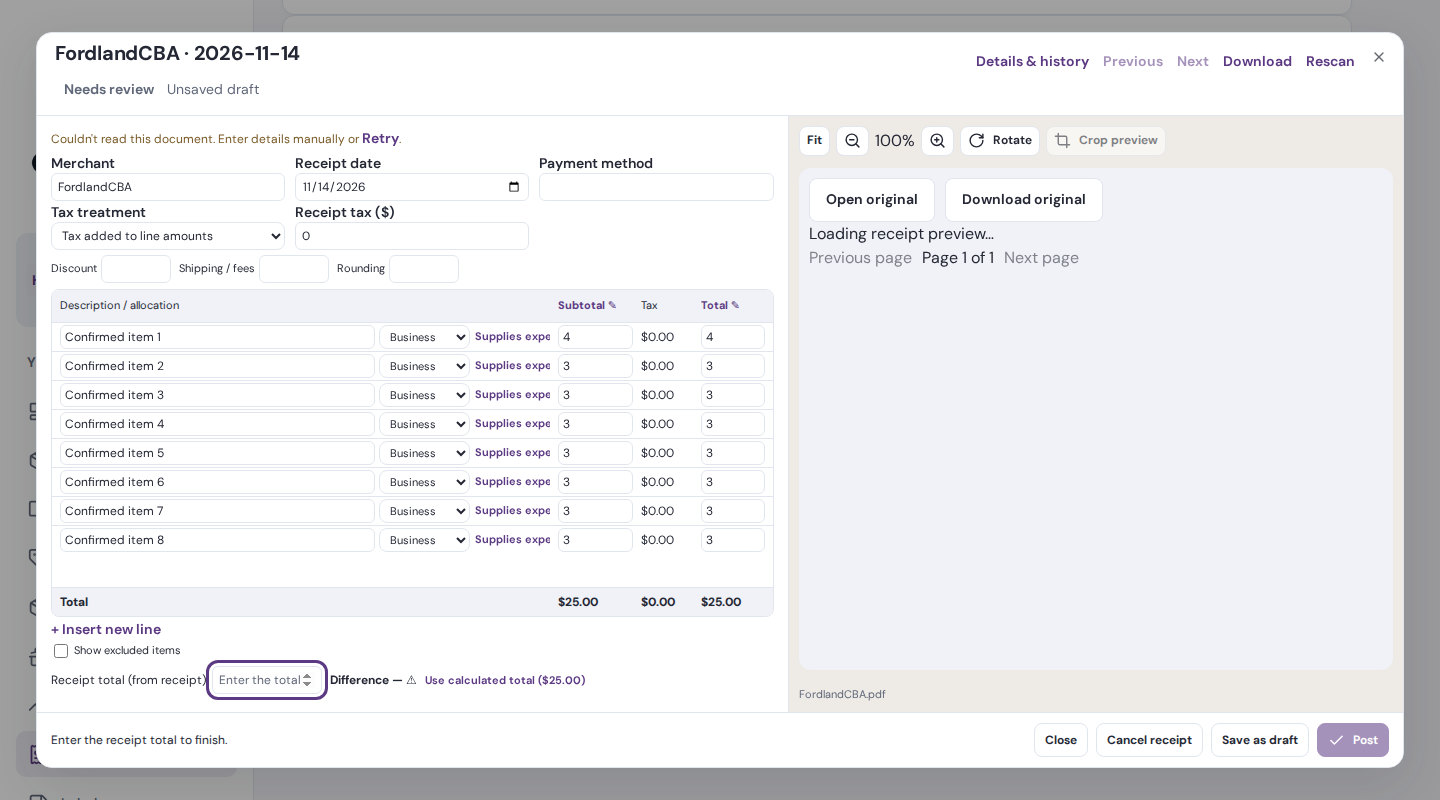 FordlandCBA · 2026-11-14
Details & history Previous Next Download Rescan
Needs review Unsaved draft
Couldn't read this document. Enter details manually or Retry.
Merchant Receipt date Payment method
FordlandCBA 11/14/2026
Tax treatment Receipt tax ($)
Tax added to line amounts 0
Discount Shipping / fees Rounding
Description / allocation Subtotal ✎ Tax Total ✎
Confirmed item 1 Business Supplies expe 4 $0.00 4
Confirmed item 2 Business Supplies expe 3 $0.00 3
Confirmed item 3 Business Supplies expe 3 $0.00 3
Confirmed item 4 Business Supplies expe 3 $0.00 3
Confirmed item 5 Business Supplies expe 3 $0.00 3
Confirmed item 6 Business Supplies expe 3 $0.00 3
Confirmed item 7 Business Supplies expe 3 $0.00 3
Confirmed item 8 Business Supplies expe 3 $0.00 3
Total $25.00 $0.00 $25.00
+ Insert new line
Show excluded items
Receipt total (from receipt) Enter the total Difference — ⚠ Use calculated total ($25.00)
Fit 100% Rotate Crop preview
Open original Download original
Loading receipt preview...
Previous page Page 1 of 1 Next page
FordlandCBA.pdf
Enter the receipt total to finish.
Close Cancel receipt Save as draft Post